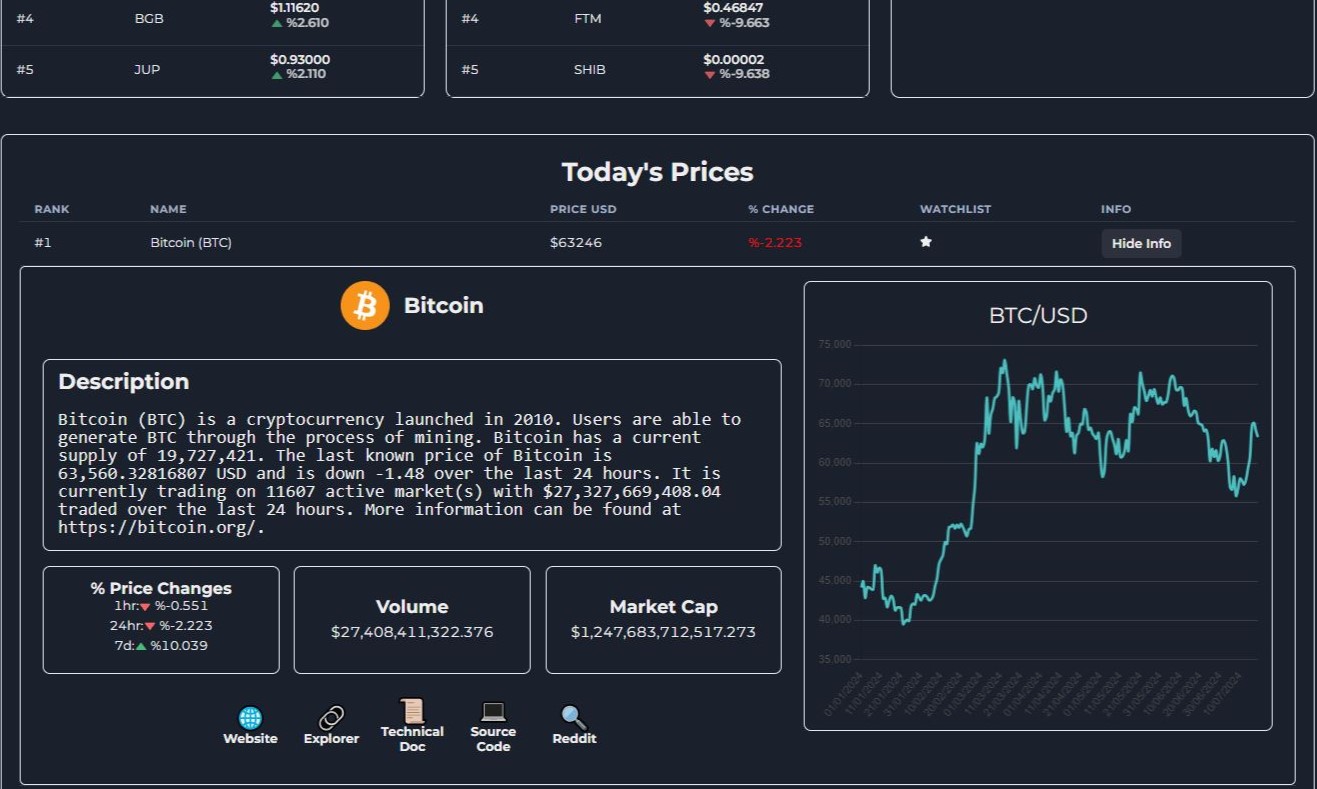 #4 BGB $1.11620
%2.610
#5 JUP $0.93000
%2.110
#4 FTM $0.46847
%-9.663
#5 SHIB $0.00002
%-9.638
Today's Prices
RANK NAME PRICE USD % CHANGE WATCHLIST INFO
#1 Bitcoin (BTC) $63246 %-2.223 Hide Info
Bitcoin
Description
Bitcoin (BTC) is a cryptocurrency launched in 2010. Users are able to
generate BTC through the process of mining. Bitcoin has a current
supply of 19,727,421. The last known price of Bitcoin is
63,560.32816807 USD and is down -1.48 over the last 24 hours. It is
currently trading on 11607 active market(s) with $27,327,669,408.04
traded over the last 24 hours. More information can be found at
https://bitcoin.org/.
% Price Changes
1hr: %-0.551
24hr: %-2.223
7d: %10.039
Volume
$27,408,411,322.376
Market Cap
$1,247,683,712,517.273
Website
Explorer
Technical
Doc
Source
Code
Reddit
BTC/USD
75,000
70,000
65,000
60,000
55,000
50,000
45,000
40,000
35,000
01/01/2024
11/01/2024
21/01/2024
31/01/2024
10/02/2024
20/02/2024
01/03/2024
11/03/2024
21/03/2024
01/04/2024
11/04/2024
21/04/2024
01/05/2024
11/05/2024
21/05/2024
31/05/2024
10/06/2024
20/06/2024
30/06/2024
10/07/2024